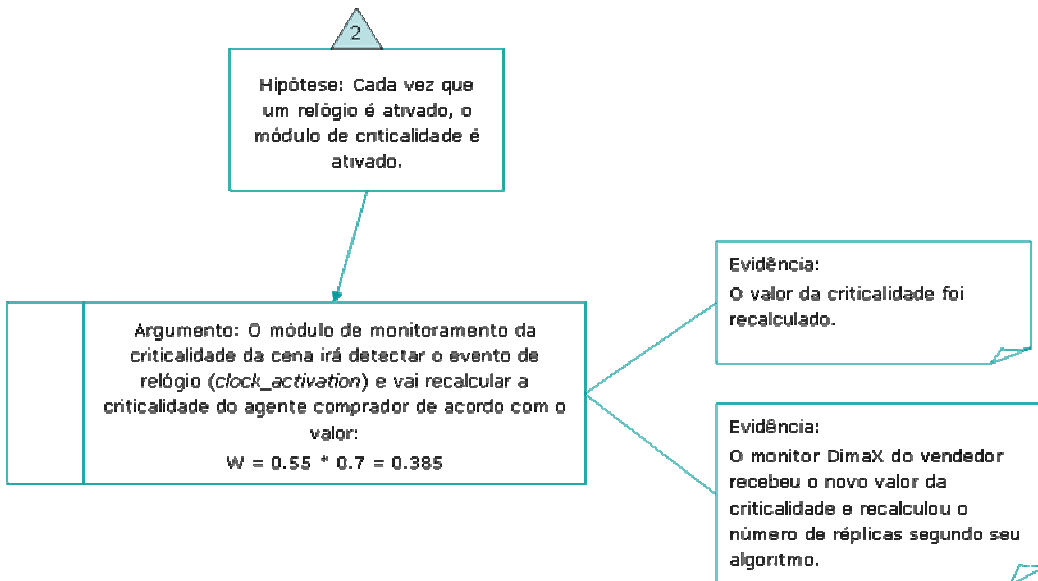 2
Hipótese: Cada vez que
um relógio é ativado, o
módulo de criticalidade é
ativado.
Evidência:
O valor da criticalidade foi
recalculado.
Argumento: O módulo de monitoramento da
criticalidade da cena irá detectar o evento de
relógio (clock_activation) e vai recalcular a
criticalidade do agente comprador de acordo com o
valor:
W = 0.55 * 0.7 = 0.385
Evidência:
O monitor DimaX do vendedor
recebeu o novo valor da
criticalidade e recalculou o
número de réplicas segundo seu
algoritmo.